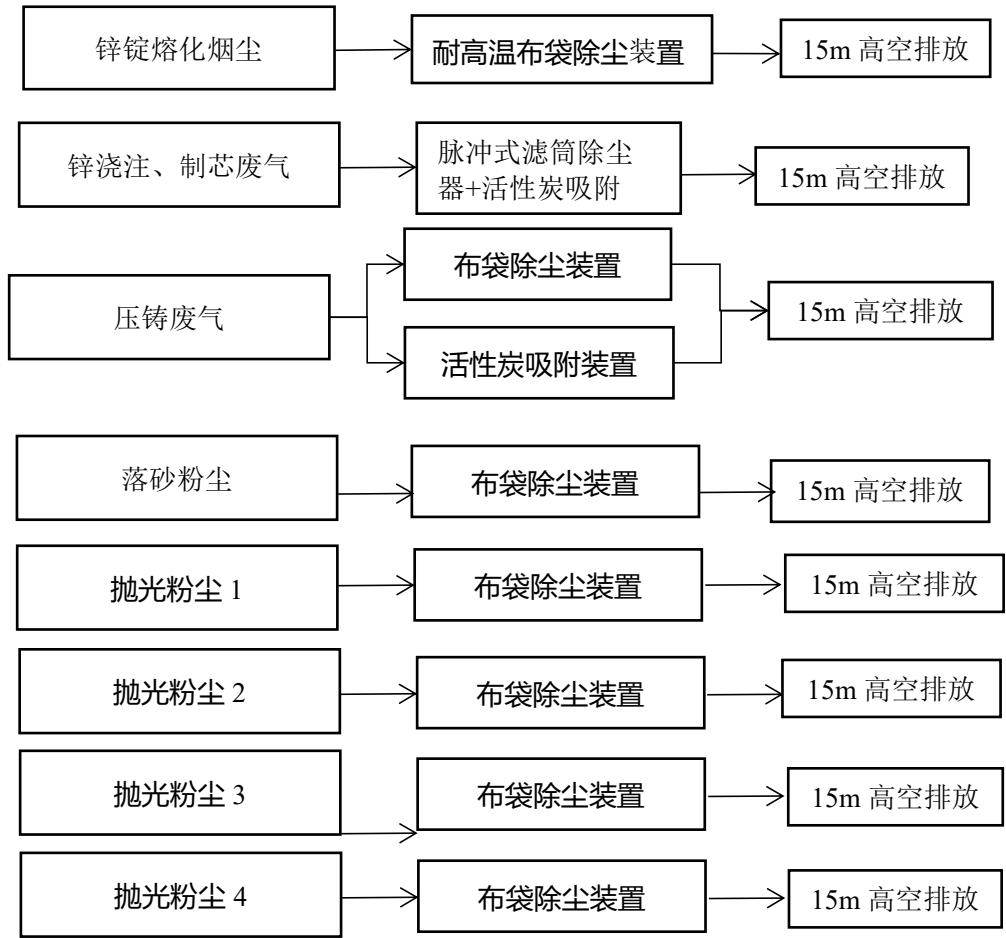 锌锭熔化烟尘
耐高温布袋除尘装置
15m 高空排放
锌浇注、制芯废气
脉冲式滤筒除尘
器+活性炭吸附
15m 高空排放
压铸废气
布袋除尘装置
活性炭吸附装置
15m 高空排放
落砂粉尘
布袋除尘装置
15m 高空排放
抛光粉尘 1
布袋除尘装置
15m 高空排放
抛光粉尘 2
布袋除尘装置
15m 高空排放
抛光粉尘 3
布袋除尘装置
15m 高空排放
抛光粉尘 4
布袋除尘装置
15m 高空排放